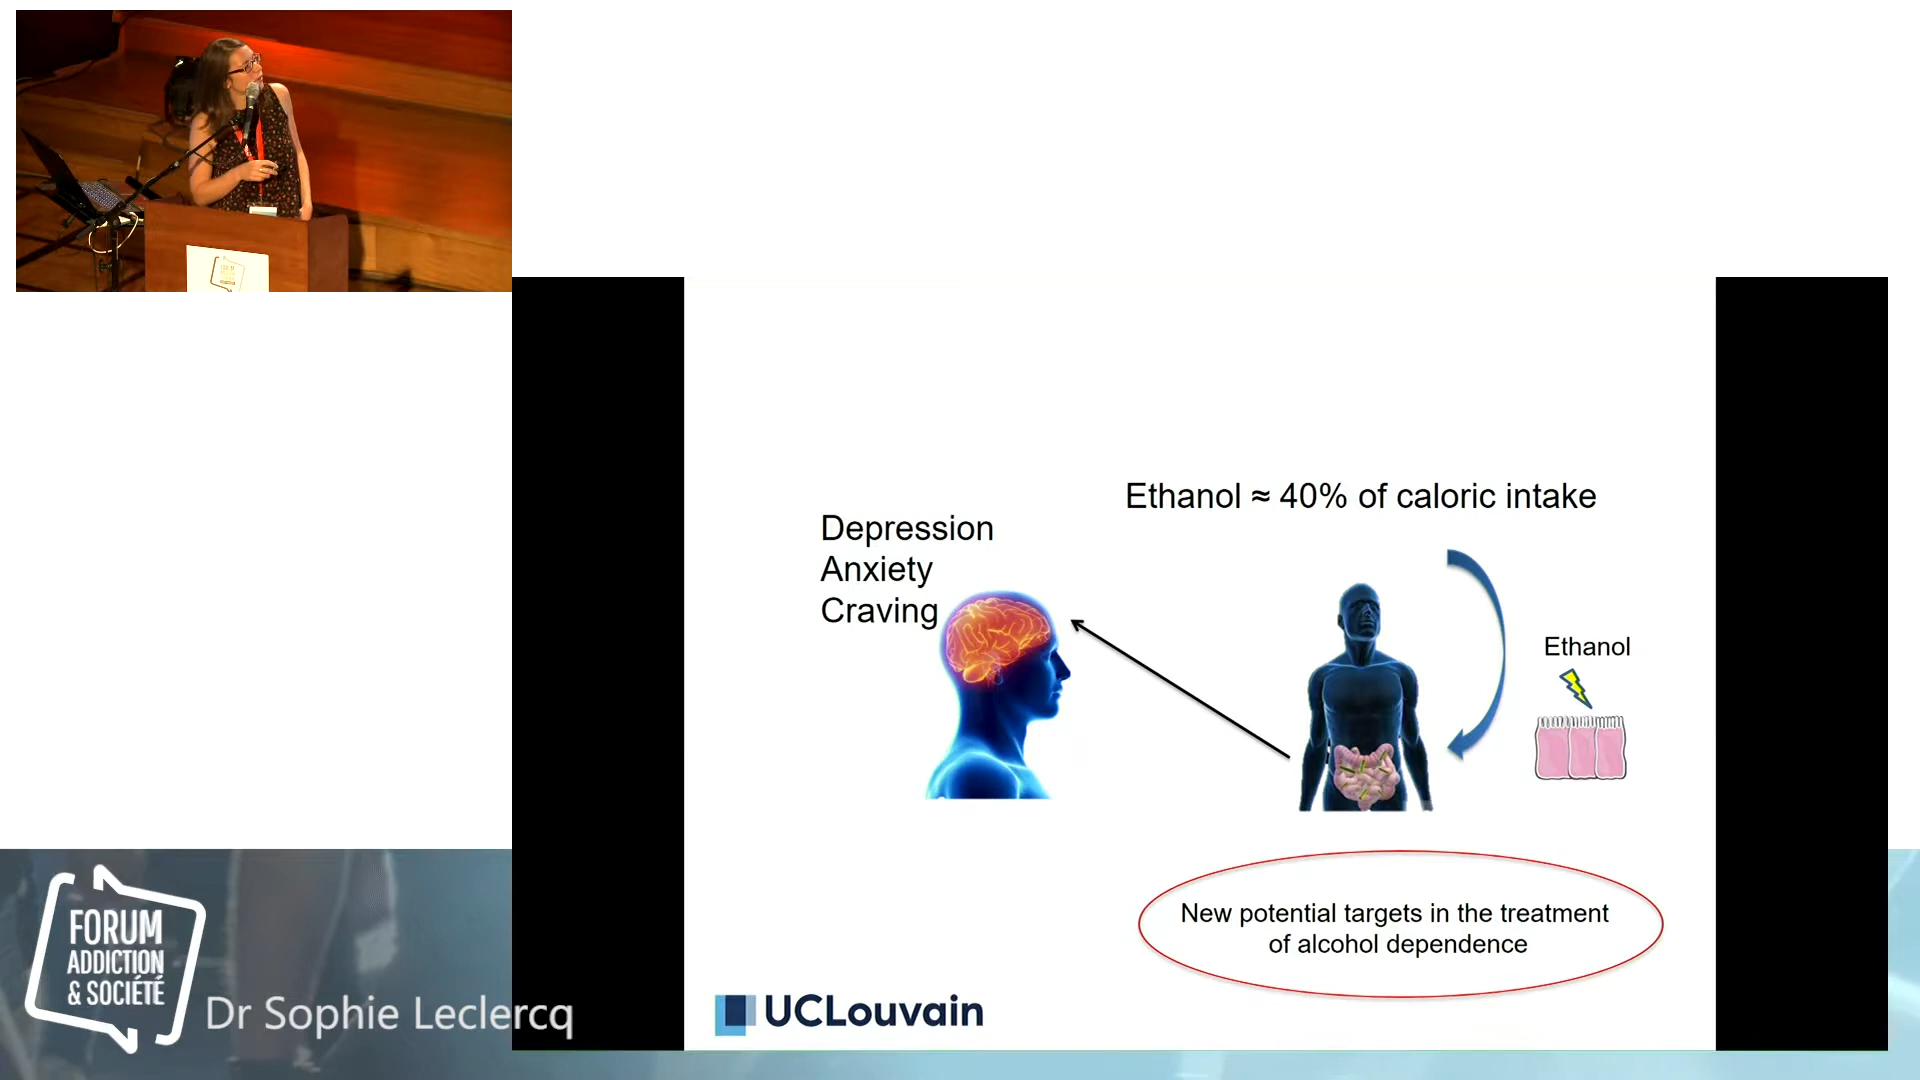 Ethanol ≈ 40% of caloric intake
Depression
Anxiety
Craving
Ethanol
New potential targets in the treatment
of alcohol dependence
UCLouvain
FORUM
ADDICTION
& SOCIÉTÉ
Dr Sophie Leclercq